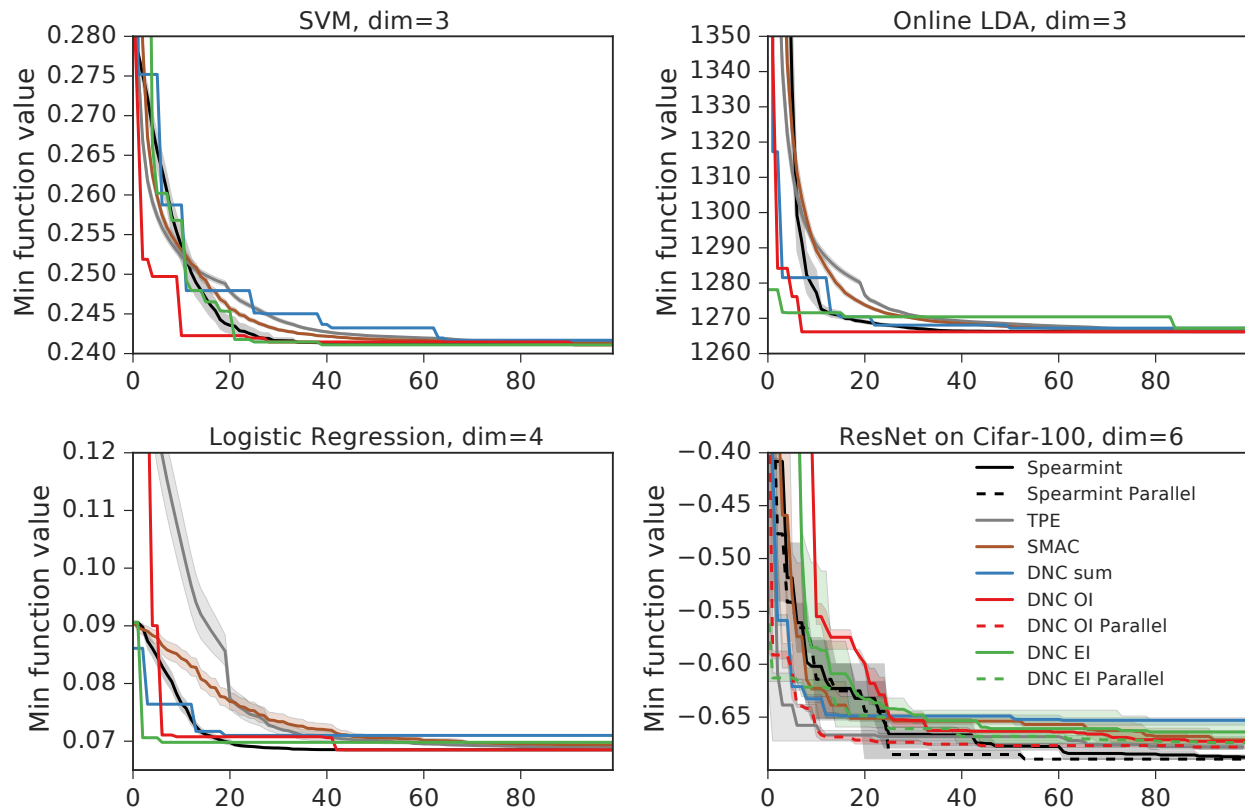 SVM, dim=3
Min function value
0.280
0.275
0.270
0.265
0.260
0.255
0.250
0.245
0.240
0 20 40 60 80
Online LDA, dim=3
Min function value
1350
1340
1330
1320
1310
1300
1290
1280
1270
1260
0 20 40 60 80
Logistic Regression, dim=4
Min function value
0.12
0.11
0.10
0.09
0.08
0.07
0 20 40 60 80
ResNet on Cifar-100, dim=6
Min function value
−0.40
−0.45
−0.50
−0.55
−0.60
−0.65
0 20 40 60 80
Spearmint
Spearmint Parallel
TPE
SMAC
DNC sum
DNC OI
DNC OI Parallel
DNC EI
DNC EI Parallel